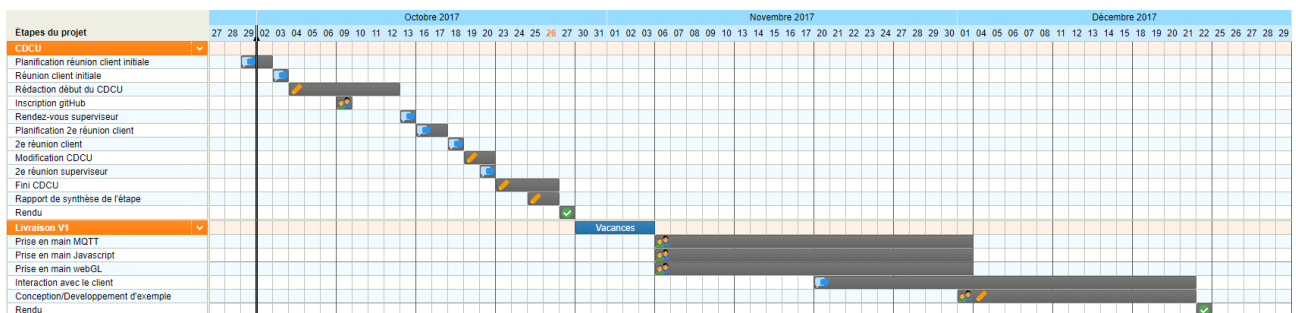 Octobre 2017 Novembre 2017 Décembre 2017
Étapes du projet 27 28 29 02 03 04 05 06 09 10 11 12 13 16 17 18 19 20 23 24 25 26 27 30 31 01 02 03 06 07 08 09 10 13 14 15 16 17 20 21 22 23 24 27 28 29 30 01 04 05 06 07 08 11 12 13 14 15 18 19 20 21 22 25 26 27 28 29
CDCU
Planification réunion client initiale
Réunion client initiale
Rédaction début du CDCU
Inscription gitHub
Rendez-vous superviseur
Planification 2e réunion client
2e réunion client
Modification CDCU
2e réunion superviseur
Fini CDCU
Rapport de synthèse de l'étape
Rendu
Livraison V1 Vacances
Prise en main MQTT
Prise en main Javascript
Prise en main webGL
Interaction avec le client
Conception/Developpement d'exemple
Rendu